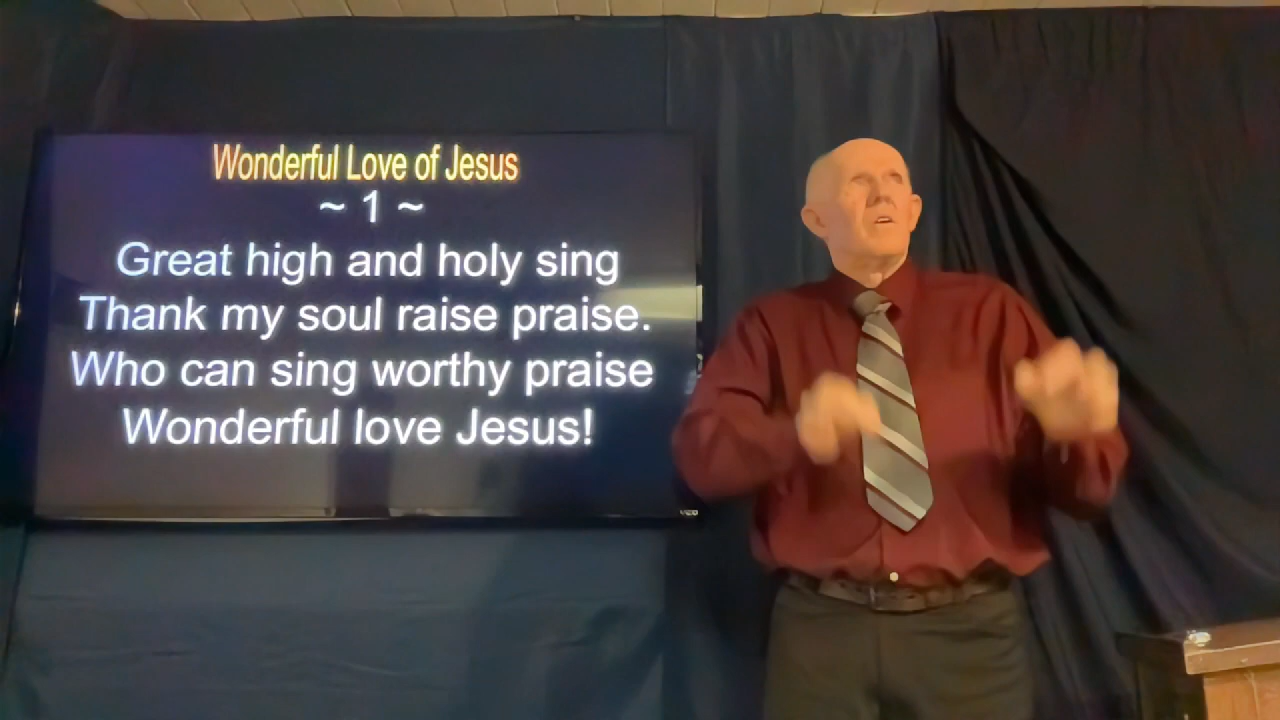 Wonderful Love of Jesus
~ 1 ~
Great high and holy sing
Thank my soul raise praise.
Who can sing worthy praise
Wonderful love Jesus!